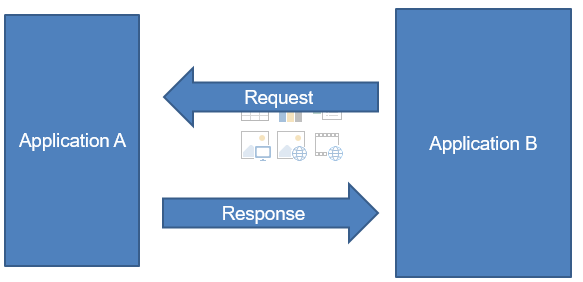 Request
Application A
Application B
Response